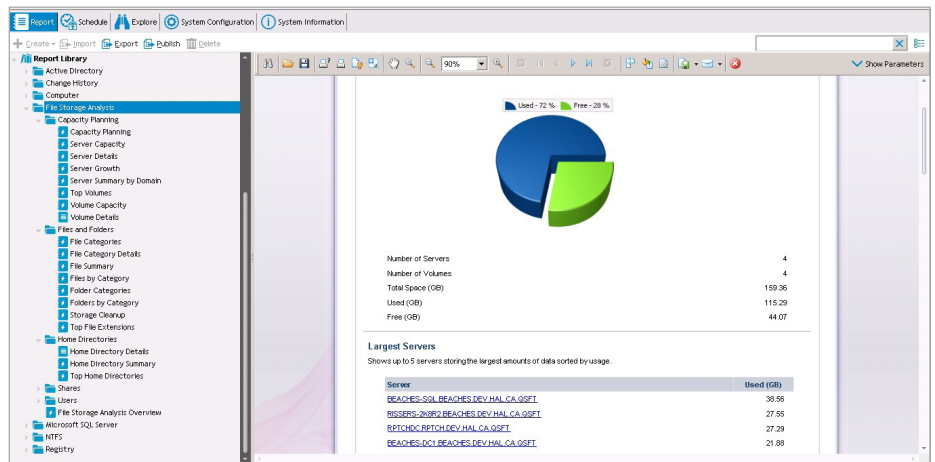 Report Schedule Explore System Configuration System Information
Create Import Export Publish Delete
Report Library
Active Directory
Change History
Computer
File Storage Analysis
Capacity Planning
Capacity Planning
Server Capacity
Server Details
Server Growth
Server Summary by Domain
Top Volumes
Volume Capacity
Volume Details
Files and Folders
File Categories
File Category Details
File Summary
Files by Category
Folder Categories
Folders by Category
Storage Cleanup
Top File Extensions
Home Directories
Home Directory Details
Home Directory Summary
Top Home Directories
Shares
Users
File Storage Analysis Overview
Microsoft SQL Server
NTFS
Registry
90%
Show Parameters
Used - 72 % Free - 28 %
Number of Servers 4
Number of Volumes 4
Total Space (GB) 159.36
Used (GB) 115.29
Free (GB) 44.07
Largest Servers
Shows up to 5 servers storing the largest amounts of data sorted by usage.
Server Used (GB)
BEACHES-SQL.BEACHES.DEV.HAL.CA.QSFT 38.56
RISSERS-2K8R2.BEACHES.DEV.HAL.CA.QSFT 27.55
RPTCHDC.RPTCH.DEV.HAL.CA.QSFT 27.29
BEACHES-DC1.BEACHES.DEV.HAL.CA.QSFT 21.88